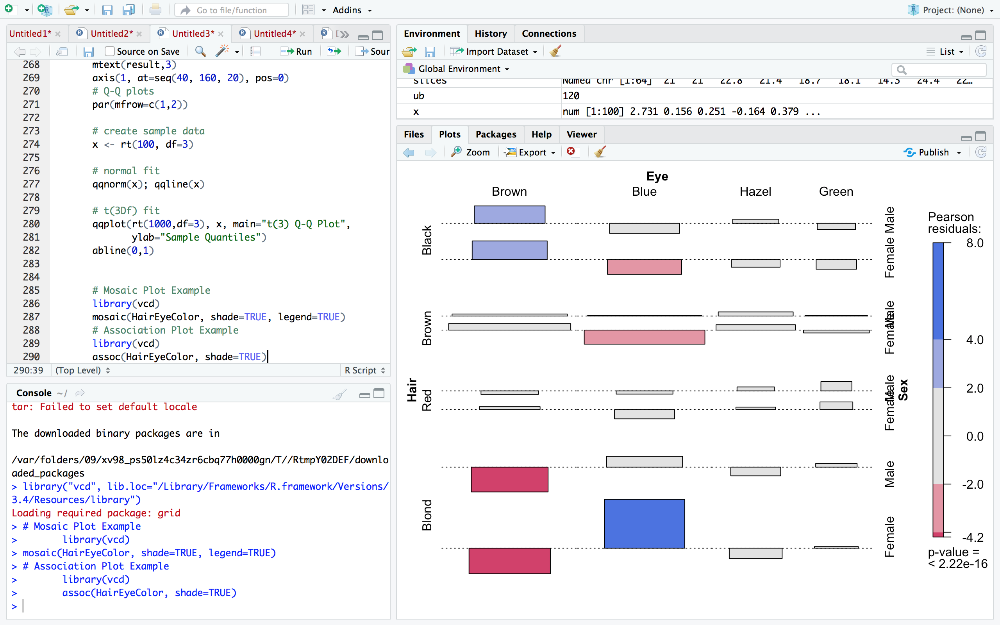 Go to file/function
Addins
Project: (None)
Untitled1*
Untitled2*
Untitled3*
Untitled4*
Source on Save
Run
Sour
268 mtext(result,3)
269 axis(1, at=seq(40, 160, 20), pos=0)
270 # Q-Q plots
271 par(mfrow=c(1,2))
272
273 # create sample data
274 x <- rt(100, df=3)
275
276 # normal fit
277 qqnorm(x); qqline(x)
278
279 # t(3Df) fit
280 qqplot(rt(1000,df=3), x, main="t(3) Q-Q Plot",
281 ylab="Sample Quantiles")
282 abline(0,1)
283
284
285 # Mosaic Plot Example
286 library(vcd)
287 mosaic(HairEyeColor, shade=TRUE, legend=TRUE)
288 # Association Plot Example
289 library(vcd)
290 assoc(HairEyeColor, shade=TRUE)
290:39 (Top Level) R Script
Console ~/
tar: Failed to set default locale
The downloaded binary packages are in
/var/folders/09/xv98_ps50lz4c34zr6cbq77h0000gn/T//RtmpY02DEF/downlo
aded_packages
> library("vcd", lib.loc="/Library/Frameworks/R.framework/Versions/
3.4/Resources/library")
Loading required package: grid
> # Mosaic Plot Example
> library(vcd)
> mosaic(HairEyeColor, shade=TRUE, legend=TRUE)
> # Association Plot Example
> library(vcd)
> assoc(HairEyeColor, shade=TRUE)
>
Environment History Connections
Import Dataset
List
Global Environment
slices Named chr [1:64] 21 21 22.8 21.4 18.7 18.1 14.3 24.4 22…
ub 120
x num [1:100] 2.731 0.156 0.251 -0.164 0.379 ...
Files Plots Packages Help Viewer
Zoom Export Publish
Eye
Brown Blue Hazel Green
Hair
Black
Brown
Red
Blond
Sex
Male
Female
Male
Female
Male
Female
Male
Female
Pearson
residuals:
8.0
4.0
2.0
0.0
-2.0
-4.2
p-value =
< 2.22e-16